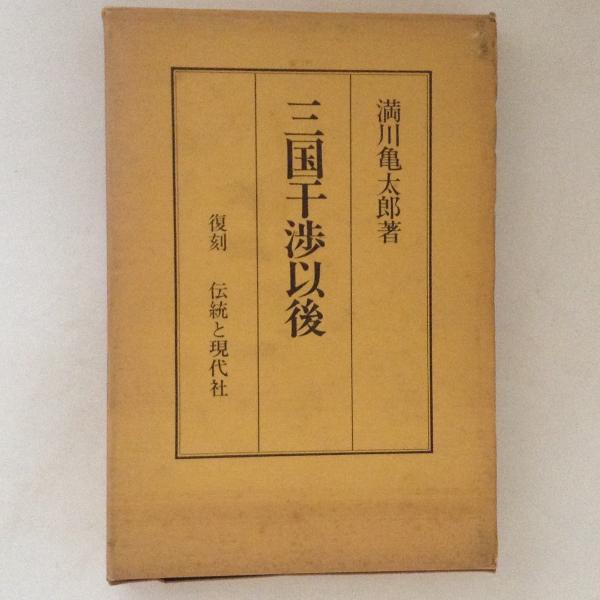 満川亀太郎著
三国干渉以後
復刻 伝統と現代社